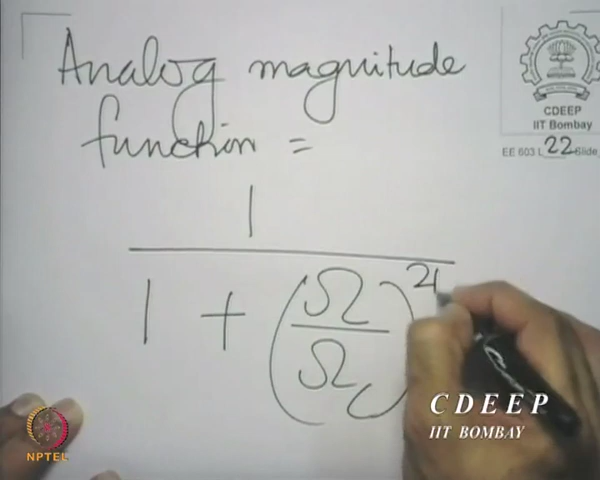 Analog magnitude
function =
1
1 + (Ω/Ωc)^2
CDEEP
IIT Bombay
EE 603 L 22 Slide
CDEEP
IIT BOMBAY
NPTEL